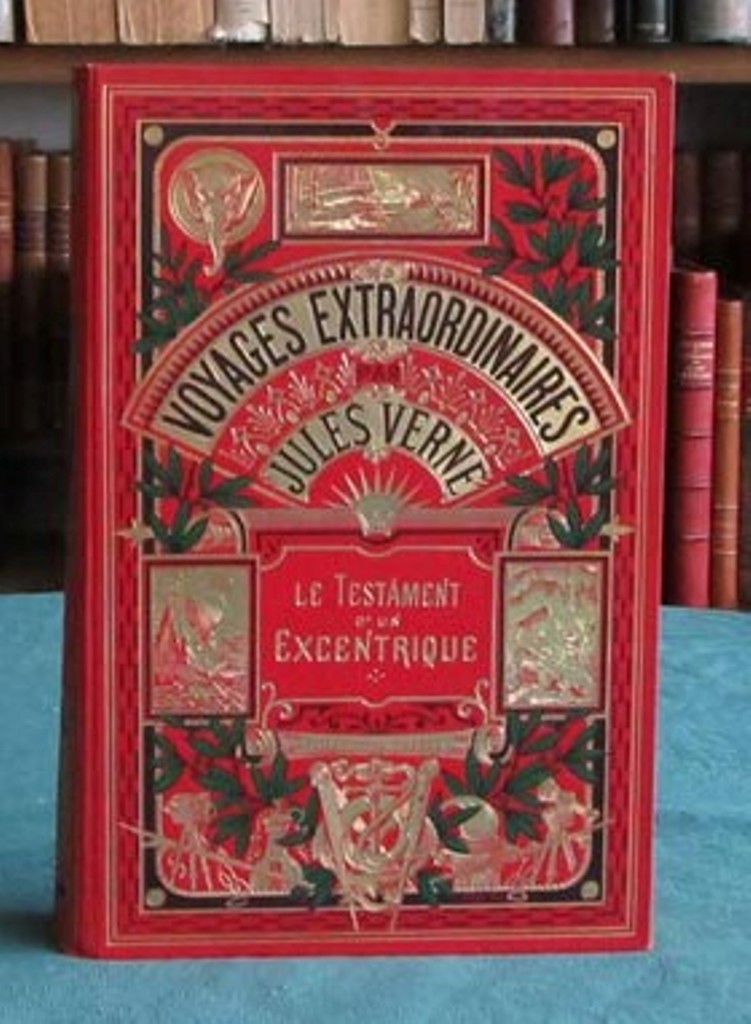 VOYAGES EXTRAORDINAIRES
PAR
JULES VERNE
LE TESTAMENT
D'UN
EXCENTRIQUE